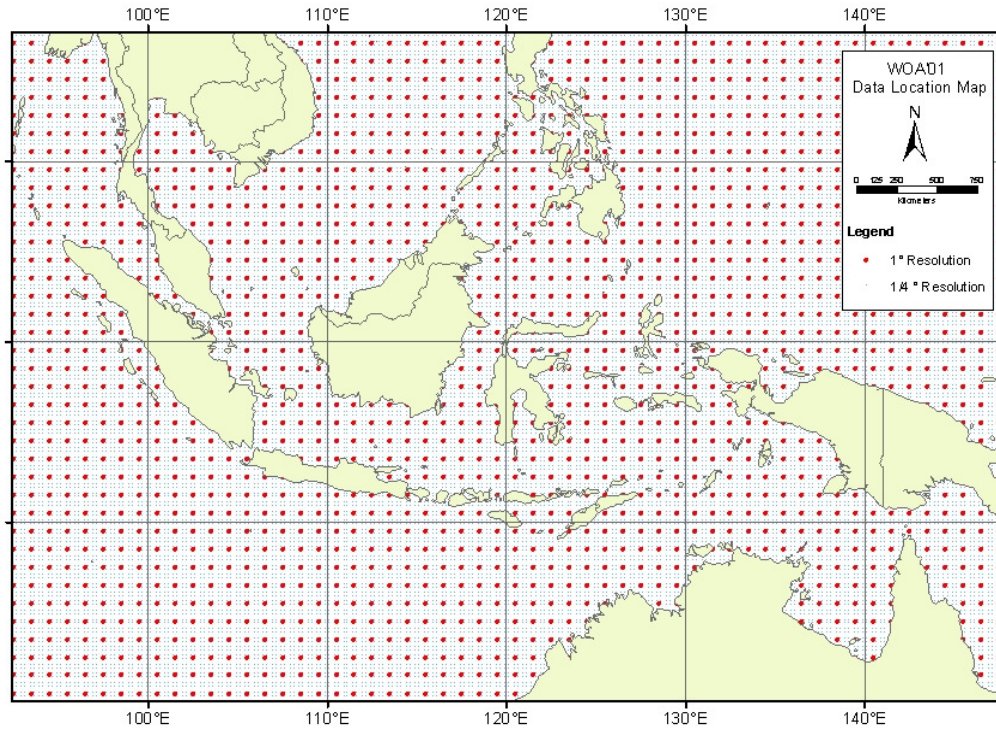 100°E 110°E 120°E 130°E 140°E
WOA'01
Data Location Map
N
0 125 250 500 750
Kilometers
Legend
1° Resolution
1/4° Resolution
100°E 110°E 120°E 130°E 140°E